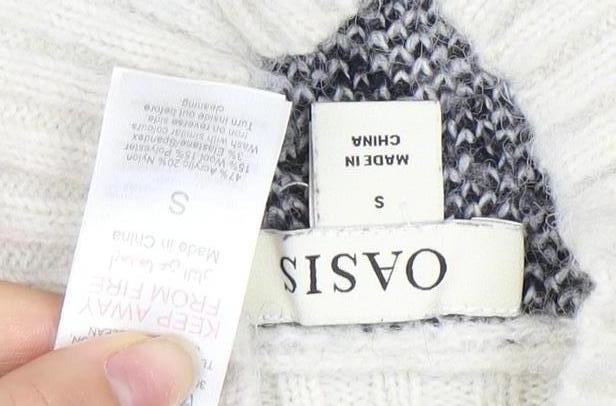 OASIS
S
MADE IN
CHINA
KEEP AWAY
FROM FIRE
Made in China
S
47% Acrylic 20% Nylon
15% Wool 15% Polyester
3% Elastane/Spandex
Wash with similar colours
Iron on reverse side
Turn inside out before
cleaning